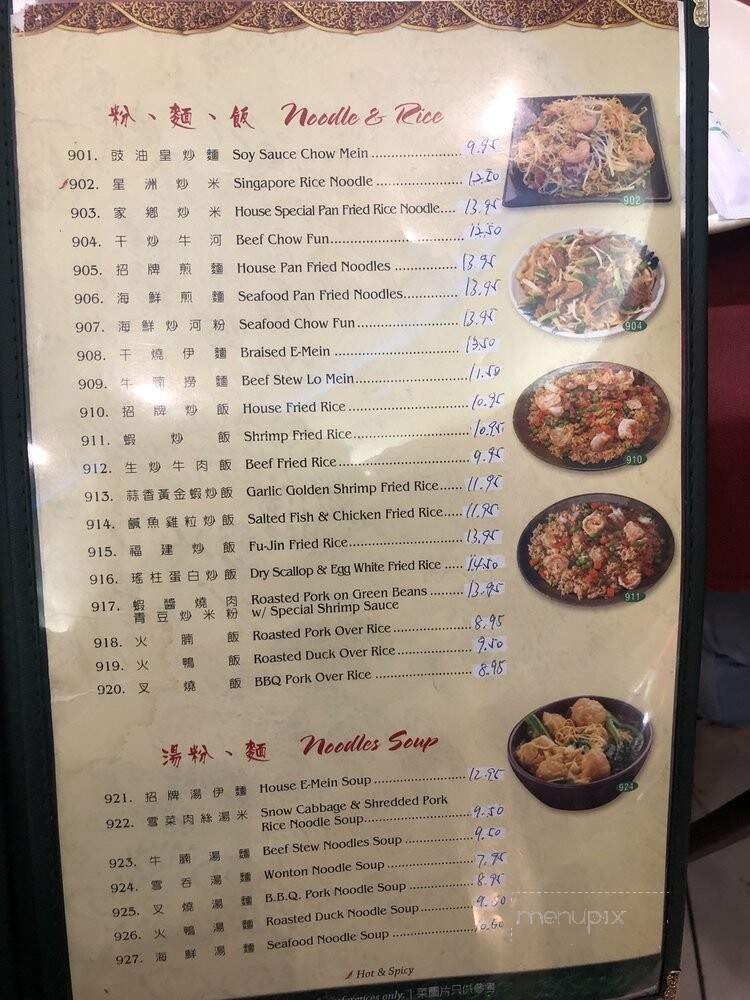 粉、麵、飯 Noodle & Rice
901. 豉油皇炒麵 Soy Sauce Chow Mein 9.95
902. 星洲炒米 Singapore Rice Noodle 12.50
903. 家鄉炒米 House Special Pan Fried Rice Noodle 13.95
904. 干炒牛河 Beef Chow Fun 12.50
905. 招牌煎麵 House Pan Fried Noodles 13.95
906. 海鮮煎麵 Seafood Pan Fried Noodles 13.95
907. 海鮮炒河粉 Seafood Chow Fun 13.95
908. 干燒伊麵 Braised E-Mein 13.50
909. 牛腩撈麵 Beef Stew Lo Mein 11.50
910. 招牌炒飯 House Fried Rice 10.95
911. 蝦炒飯 Shrimp Fried Rice 10.95
912. 生炒牛肉飯 Beef Fried Rice 9.95
913. 蒜香黃金蝦炒飯 Garlic Golden Shrimp Fried Rice 11.95
914. 鹹魚雞粒炒飯 Salted Fish & Chicken Fried Rice 11.95
915. 福建炒飯 Fu-Jin Fried Rice 13.95
916. 瑤柱蛋白炒飯 Dry Scallop & Egg White Fried Rice 14.50
917. 蝦醬燒肉 Roasted Pork on Green Beans 13.95
青豆炒米粉 w/ Special Shrimp Sauce
918. 火腩飯 Roasted Pork Over Rice 8.95
919. 火鴨飯 Roasted Duck Over Rice 9.50
920. 叉燒飯 BBQ Pork Over Rice 8.95
902
904
910
911
湯粉、麵 Noodles Soup
921. 招牌湯伊麵 House E-Mein Soup 12.95
922. 雪菜肉絲湯米 Snow Cabbage & Shredded Pork
Rice Noodle Soup 9.50
923. 牛腩湯麵 Beef Stew Noodles Soup 9.50
924. 雲吞湯麵 Wonton Noodle Soup 7.95
925. 叉燒湯麵 B.B.Q. Pork Noodle Soup 8.95
926. 火鴨湯麵 Roasted Duck Noodle Soup 9.50
927. 海鮮湯麵 Seafood Noodle Soup
924
menupix
Hot & Spicy
references only. | 菜圖片只供參考